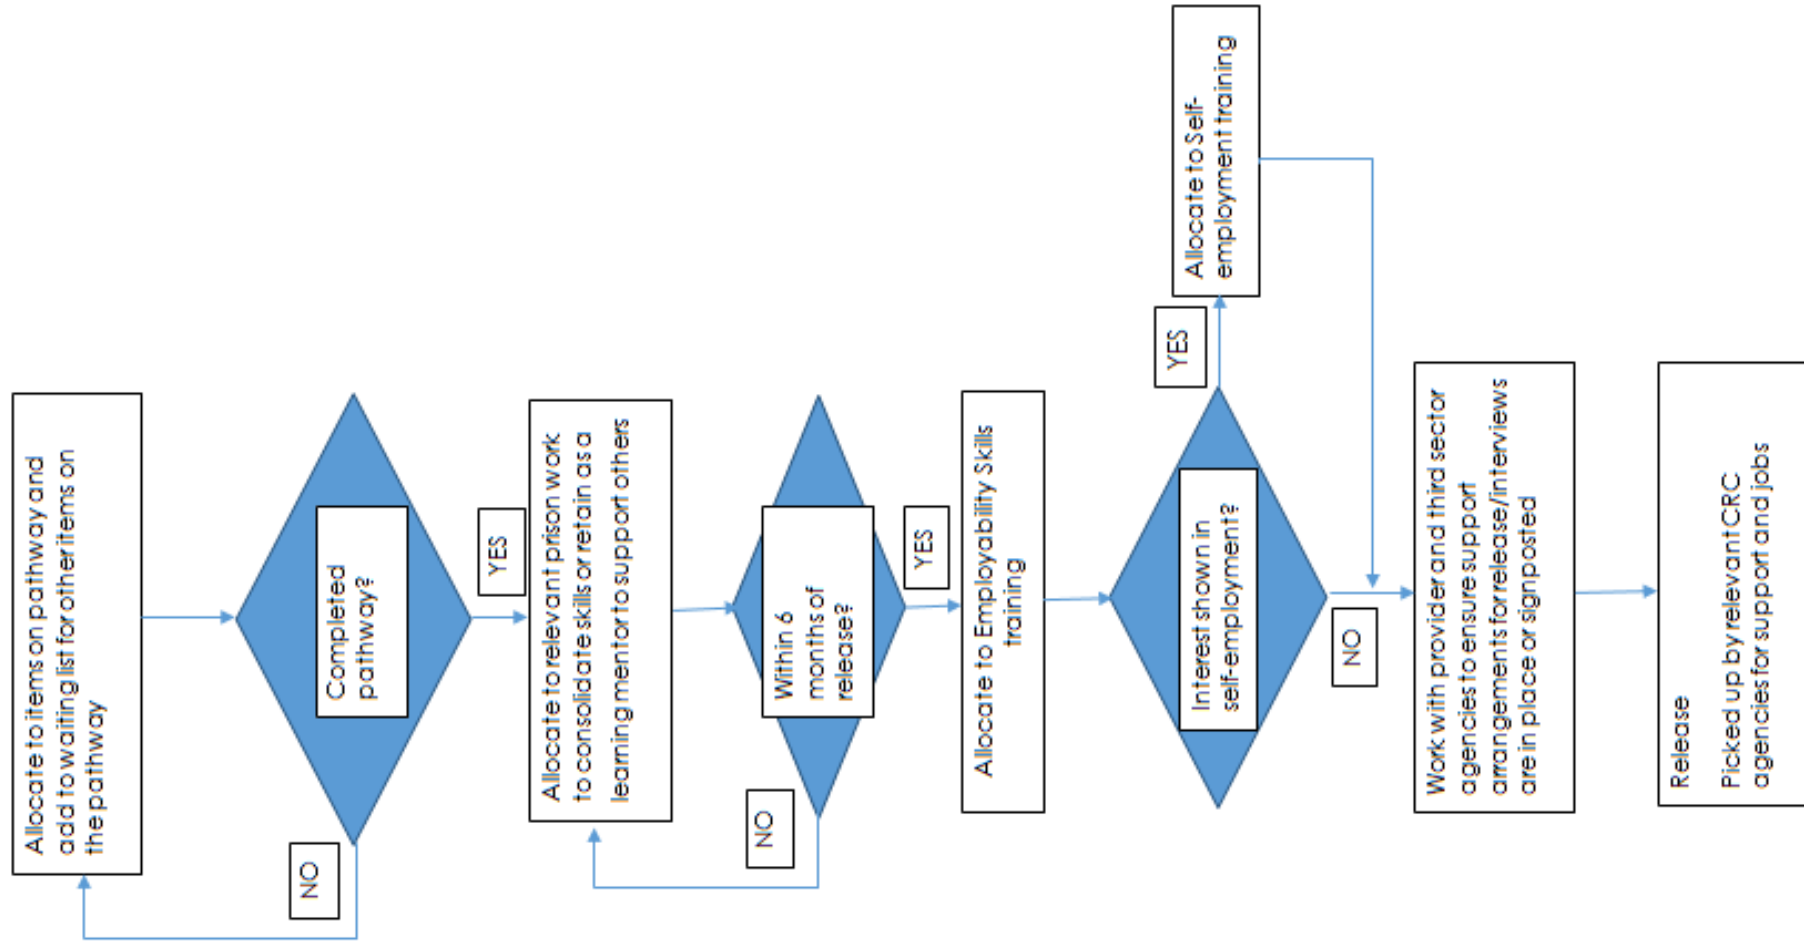 Allocate to items on pathway and
add to waiting list for other items on
the pathway
NO
Completed
pathway?
YES
Allocate to relevant prison work
to consolidate skills or retain as a
learning mentor to support others
NO
Within 6
months of
release?
YES
Allocate to Employability Skills
training
Interest shown in
self-employment?
YES
Allocate to Self-
employment training
NO
Work with provider and third sector
agencies to ensure support
arrangements for release/interviews
are in place or signposted
Release
Picked up by relevant CRC
agencies for support and jobs